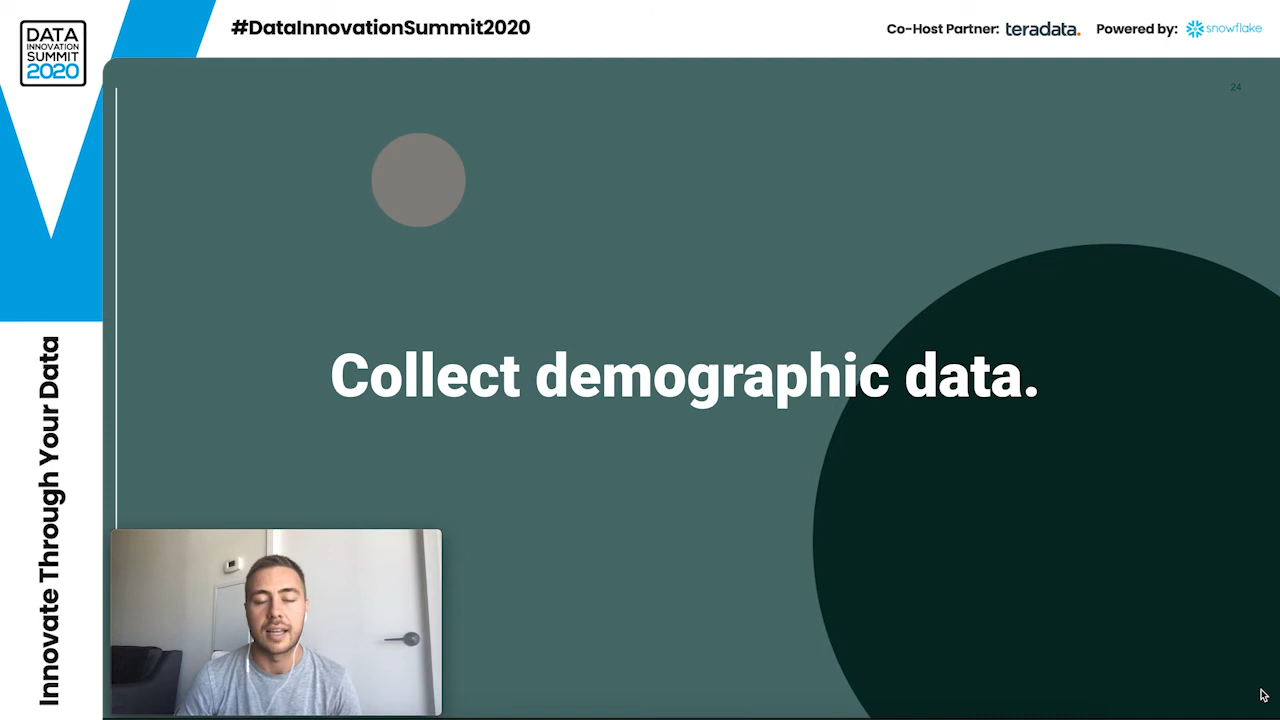 DATA
INNOVATION
SUMMIT
2020
#DataInnovationSummit2020
Co-Host Partner: teradata. Powered by: snowflake
24
Collect demographic data.
Innovate Through Your Data